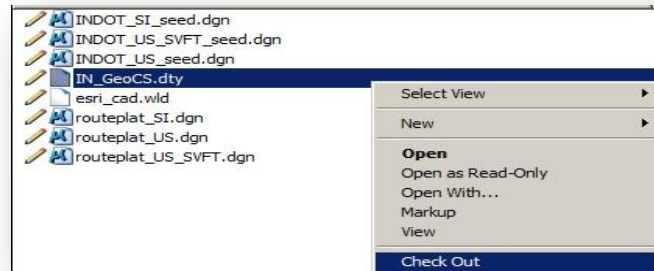 INDOT_SI_seed.dgn
INDOT_US_SVFT_seed.dgn
INDOT_US_seed.dgn
IN_GeoCS.dty
esri_cad.wld
routeplat_SI.dgn
routeplat_US.dgn
routeplat_US_SVFT.dgn
Select View
New
Open
Open as Read-Only
Open With...
Markup
View
Check Out